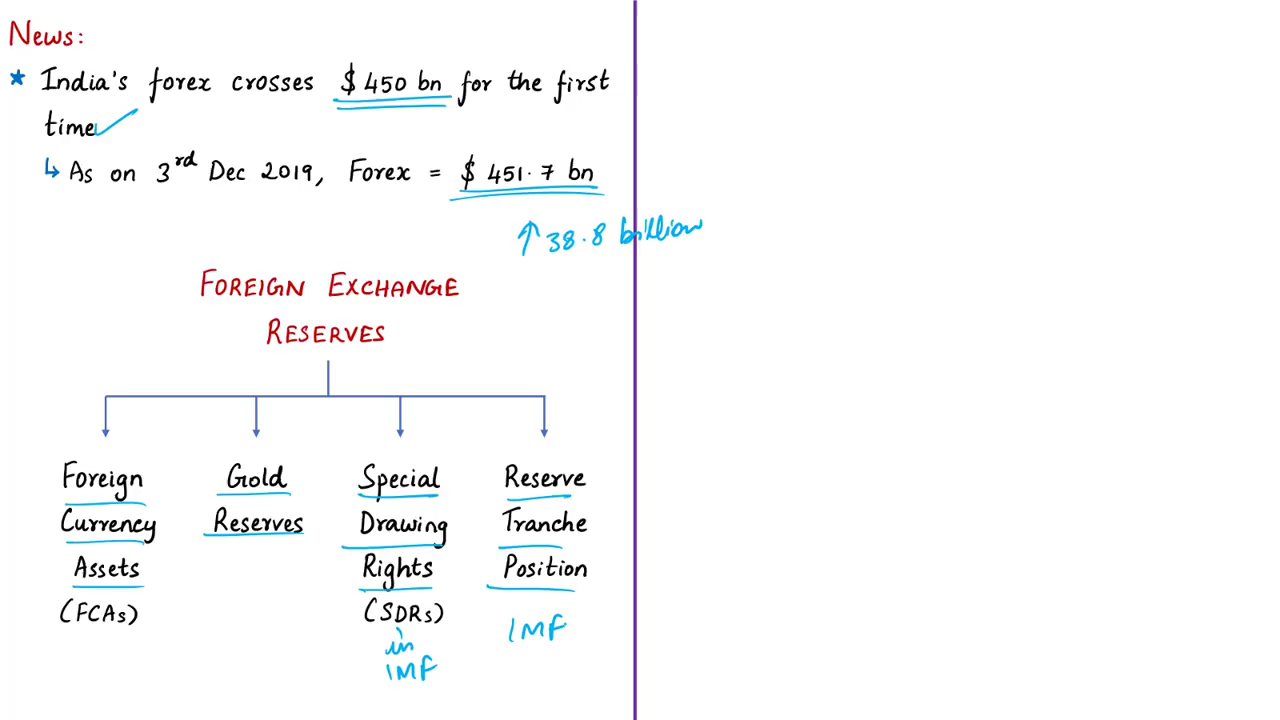 News:
★ India's forex crosses $450 bn for the first
time
↳ As on 3rd Dec 2019, Forex = $ 451.7 bn
↑ 38.8 billion
FOREIGN EXCHANGE
RESERVES
Foreign
Currency
Assets
(FCAs)
Gold
Reserves
Special
Drawing
Rights
(SDRs)
in
IMF
Reserve
Tranche
Position
IMF